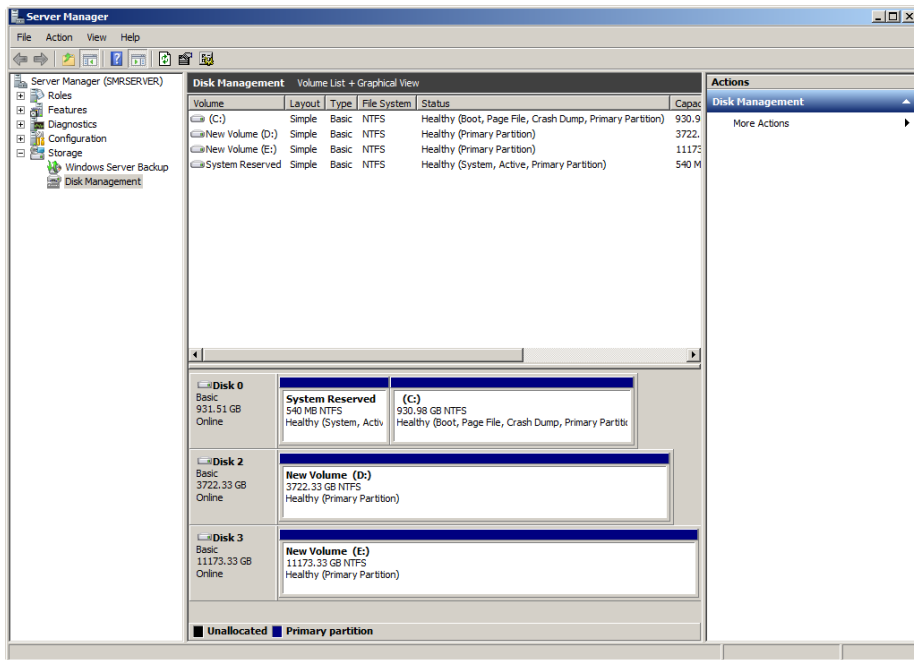 Server Manager
File Action View Help
Server Manager (SMRSERVER)
Roles
Features
Diagnostics
Configuration
Storage
Windows Server Backup
Disk Management
Disk Management Volume List + Graphical View
Volume Layout Type File System Status Capac
(C:) Simple Basic NTFS Healthy (Boot, Page File, Crash Dump, Primary Partition) 930.9
New Volume (D:) Simple Basic NTFS Healthy (Primary Partition) 3722.
New Volume (E:) Simple Basic NTFS Healthy (Primary Partition) 11173
System Reserved Simple Basic NTFS Healthy (System, Active, Primary Partition) 540 M
Disk 0
Basic
931.51 GB
Online
System Reserved
540 MB NTFS
Healthy (System, Activ
(C:)
930.98 GB NTFS
Healthy (Boot, Page File, Crash Dump, Primary Partitic
Disk 2
Basic
3722.33 GB
Online
New Volume (D:)
3722.33 GB NTFS
Healthy (Primary Partition)
Disk 3
Basic
11173.33 GB
Online
New Volume (E:)
11173.33 GB NTFS
Healthy (Primary Partition)
Unallocated Primary partition
Actions
Disk Management
More Actions